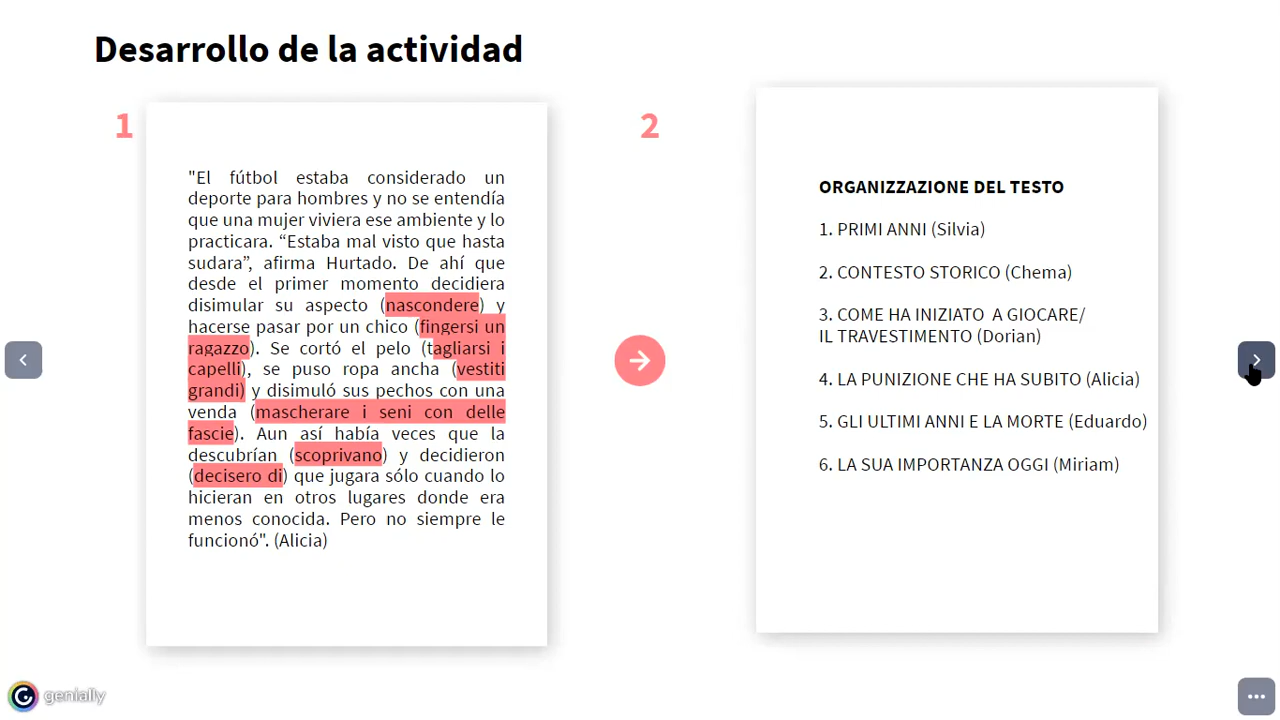 Desarrollo de la actividad
1
"El fútbol estaba considerado un
deporte para hombres y no se entendía
que una mujer viviera ese ambiente y lo
practicara. “Estaba mal visto que hasta
sudara”, afirma Hurtado. De ahí que
desde el primer momento decidiera
disimular su aspecto (nascondere) y
hacerse pasar por un chico (fingersi un
ragazzo). Se cortó el pelo (tagliarsi i
capelli), se puso ropa ancha (vestiti
grandi) y disimuló sus pechos con una
venda (mascherare i seni con delle
fascie). Aun así había veces que la
descubrían (scoprivano) y decidieron
(decisero di) que jugara sólo cuando lo
hicieran en otros lugares donde era
menos conocida. Pero no siempre le
funcionó". (Alicia)
2
ORGANIZZAZIONE DEL TESTO
1. PRIMI ANNI (Silvia)
2. CONTESTO STORICO (Chema)
3. COME HA INIZIATO A GIOCARE/
IL TRAVESTIMENTO (Dorian)
4. LA PUNIZIONE CHE HA SUBITO (Alicia)
5. GLI ULTIMI ANNI E LA MORTE (Eduardo)
6. LA SUA IMPORTANZA OGGI (Miriam)
genially